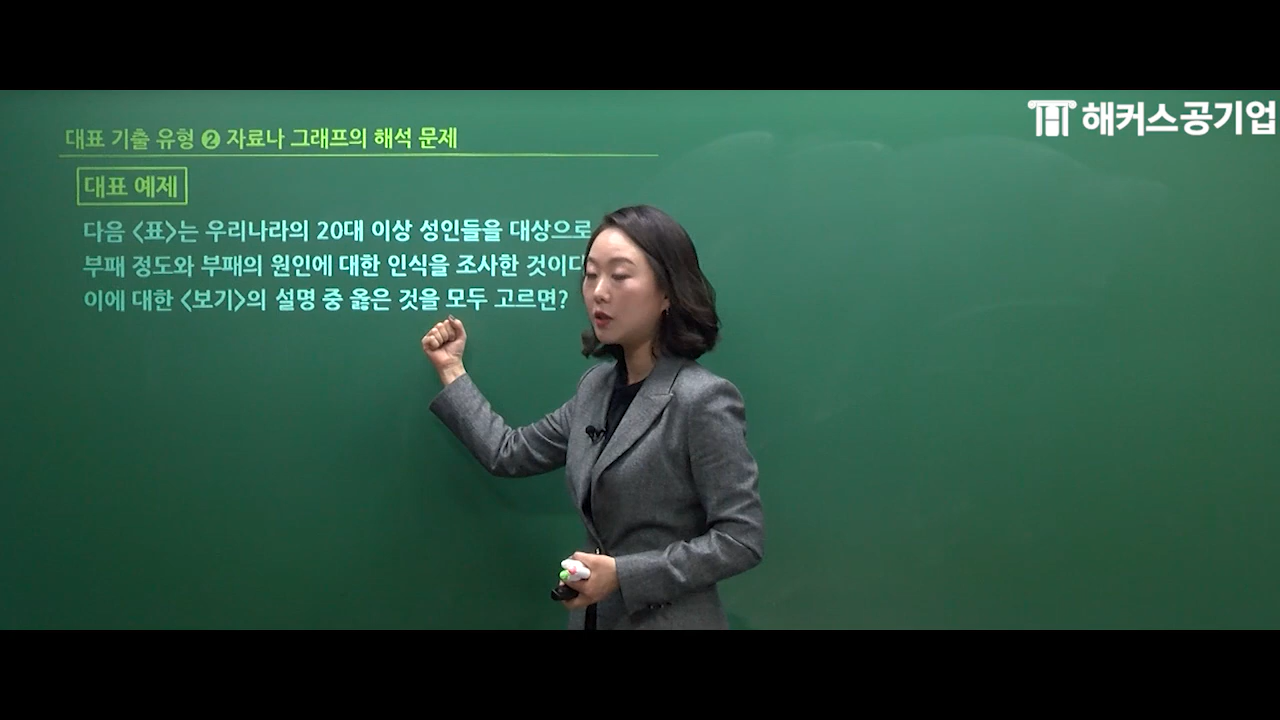 해커스공기업
대표 기출 유형 ❷ 자료나 그래프의 해석 문제
대표 예제
다음 <표>는 우리나라의 20대 이상 성인들을 대상으로
부패 정도와 부패의 원인에 대한 인식을 조사한 것이
이에 대한 <보기>의 설명 중 옳은 것을 모두 고르면?